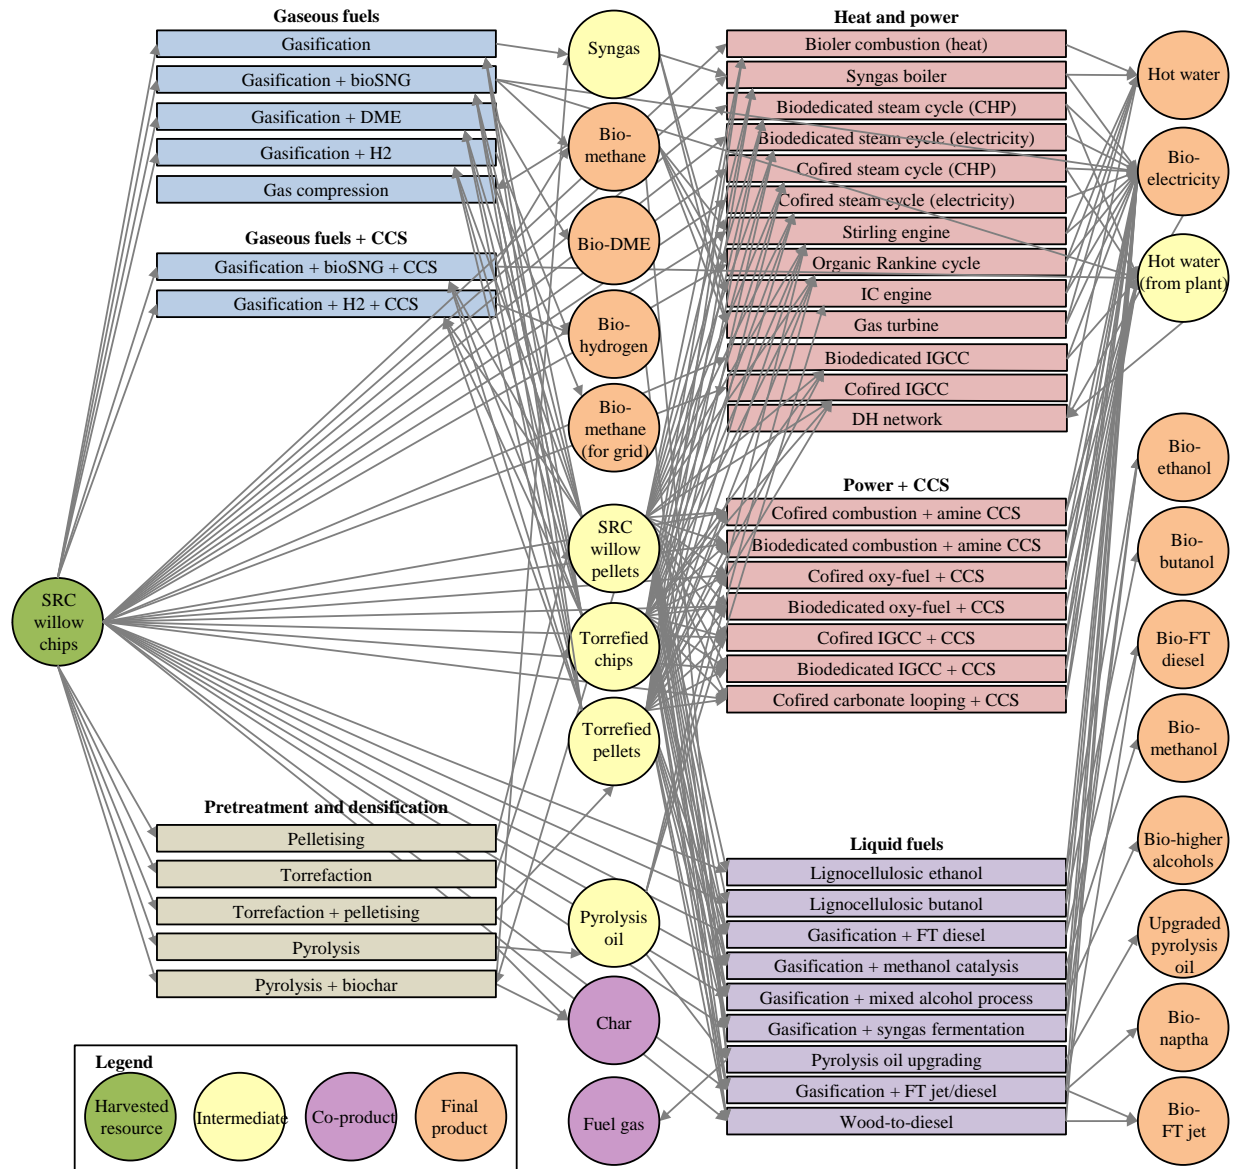 Gaseous fuels
Gasification
Gasification + bioSNG
Gasification + DME
Gasification + H2
Gas compression
Gaseous fuels + CCS
Gasification + bioSNG + CCS
Gasification + H2 + CCS
SRC
willow
chips
Pretreatment and densification
Pelletising
Torrefaction
Torrefaction + pelletising
Pyrolysis
Pyrolysis + biochar
Syngas
Bio-
methane
Bio-DME
Bio-
hydrogen
Bio-
methane
(for grid)
SRC
willow
pellets
Torrefied
chips
Torrefied
pellets
Pyrolysis
oil
Char
Fuel gas
Heat and power
Bioler combustion (heat)
Syngas boiler
Biodedicated steam cycle (CHP)
Biodedicated steam cycle (electricity)
Cofired steam cycle (CHP)
Cofired steam cycle (electricity)
Stirling engine
Organic Rankine cycle
IC engine
Gas turbine
Biodedicated IGCC
Cofired IGCC
DH network
Power + CCS
Cofired combustion + amine CCS
Biodedicated combustion + amine CCS
Cofired oxy-fuel + CCS
Biodedicated oxy-fuel + CCS
Cofired IGCC + CCS
Biodedicated IGCC + CCS
Cofired carbonate looping + CCS
Liquid fuels
Lignocellulosic ethanol
Lignocellulosic butanol
Gasification + FT diesel
Gasification + methanol catalysis
Gasification + mixed alcohol process
Gasification + syngas fermentation
Pyrolysis oil upgrading
Gasification + FT jet/diesel
Wood-to-diesel
Hot water
Bio-
electricity
Hot water
(from plant)
Bio-
ethanol
Bio-
butanol
Bio-FT
diesel
Bio-
methanol
Bio-higher
alcohols
Upgraded
pyrolysis
oil
Bio-
naptha
Bio-
FT jet
Legend
Harvested
resource
Intermediate
Co-product
Final
product